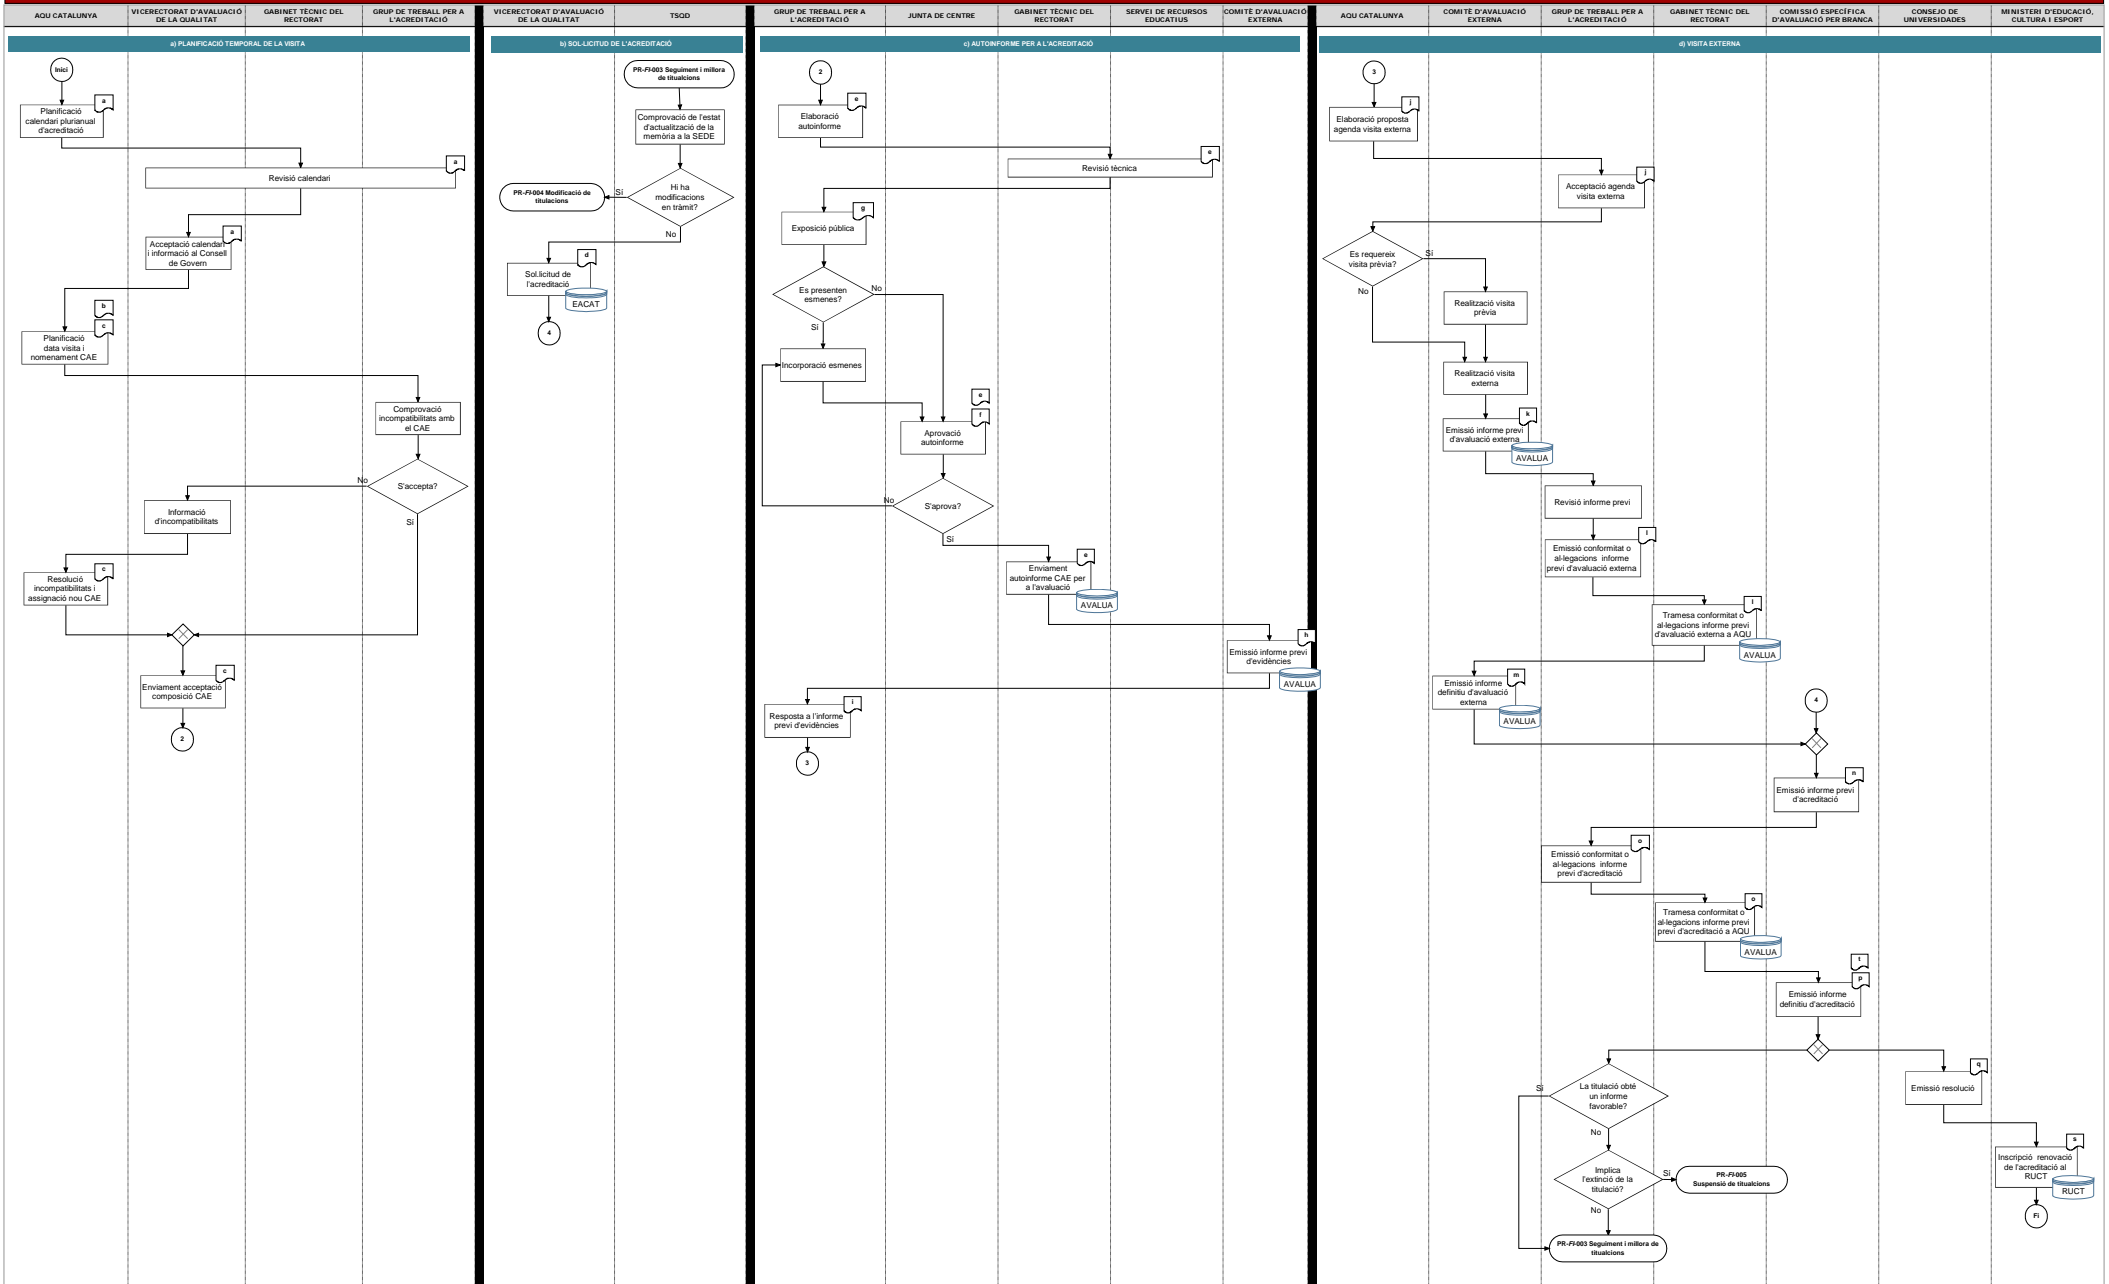 AQU CATALUNYA
VICERECTORAT D'AVALUACIÓ
DE LA QUALITAT
GABINET TÈCNIC DEL
RECTORAT
GRUP DE TREBALL PER A
L'ACREDITACIÓ
a) PLANIFICACIÓ TEMPORAL DE LA VISITA
Inici
a
Planificació
calendari plurianual
d'acreditació
a
Revisió calendari
a
Acceptació calendari
i informació al Consell
de Govern
b
c
Planificació
data visita i
nomenament CAE
Comprovació
incompatibilitats amb
el CAE
S'accepta?
No
Sí
Informació
d'incompatibilitats
c
Resolució
incompatibilitats i
assignació nou CAE
c
Enviament acceptació
composició CAE
2
VICERECTORAT D'AVALUACIÓ
DE LA QUALITAT
TSQD
b) SOL·LICITUD DE L'ACREDITACIÓ
PR-FI-003 Seguiment i millora
de titualcions
Comprovació de l'estat
d'actualització de la
memòria a la SEDE
Hi ha
modificacions
en tràmit?
Sí
PR-FI-004 Modificació de
titulacions
No
d
Sol.licitud de
l'acreditació
EACAT
4
GRUP DE TREBALL PER A
L'ACREDITACIÓ
JUNTA DE CENTRE
GABINET TÈCNIC DEL
RECTORAT
SERVEI DE RECURSOS
EDUCATIUS
COMITÈ D'AVALUACIÓ
EXTERNA
c) AUTOINFORME PER A L'ACREDITACIÓ
2
e
Elaboració
autoinforme
e
Revisió tècnica
g
Exposició pública
Es presenten
esmenes?
No
Sí
Incorporació esmenes
e
f
Aprovació
autoinforme
S'aprova?
No
Sí
e
Enviament
autoinforme CAE per
a l'avaluació
AVALUA
h
Emissió informe previ
d'evidències
AVALUA
i
Resposta a l'informe
previ d'evidències
3
AQU CATALUNYA
COMITÈ D'AVALUACIÓ
EXTERNA
GRUP DE TREBALL PER A
L'ACREDITACIÓ
GABINET TÈCNIC DEL
RECTORAT
COMISSIÓ ESPECÍFICA
D'AVALUACIÓ PER BRANCA
CONSEJO DE
UNIVERSIDADES
MINISTERI D'EDUCACIÓ,
CULTURA I ESPORT
d) VISITA EXTERNA
3
j
Elaboració proposta
agenda visita externa
j
Acceptació agenda
visita externa
Es requereix
visita prèvia?
Sí
No
Realització visita
prèvia
Realització visita
externa
k
Emissió informe previ
d'avaluació externa
AVALUA
Revisió informe previ
l
Emissió conformitat o
al·legacions informe
previ d'avaluació externa
l
Tramesa conformitat o
al·legacions informe previ
d'avaluació externa a AQU
AVALUA
m
Emissió informe
definitiu d'avaluació
externa
AVALUA
4
n
Emissió informe previ
d'acreditació
o
Emissió conformitat o
al·legacions informe
previ d'acreditació
o
Tramesa conformitat o
al·legacions informe previ
previ d'acreditació a AQU
AVALUA
t
p
Emissió informe
definitiu d'acreditació
La titulació obté
un informe
favorable?
Sí
No
Implica
l'extinció de la
titulació?
Sí
PR-FI-005
Suspensió de titualcions
No
PR-FI-003 Seguiment i millora de
titualcions
q
Emissió resolució
s
Inscripció renovació
de l'acreditació al
RUCT
RUCT
Fi